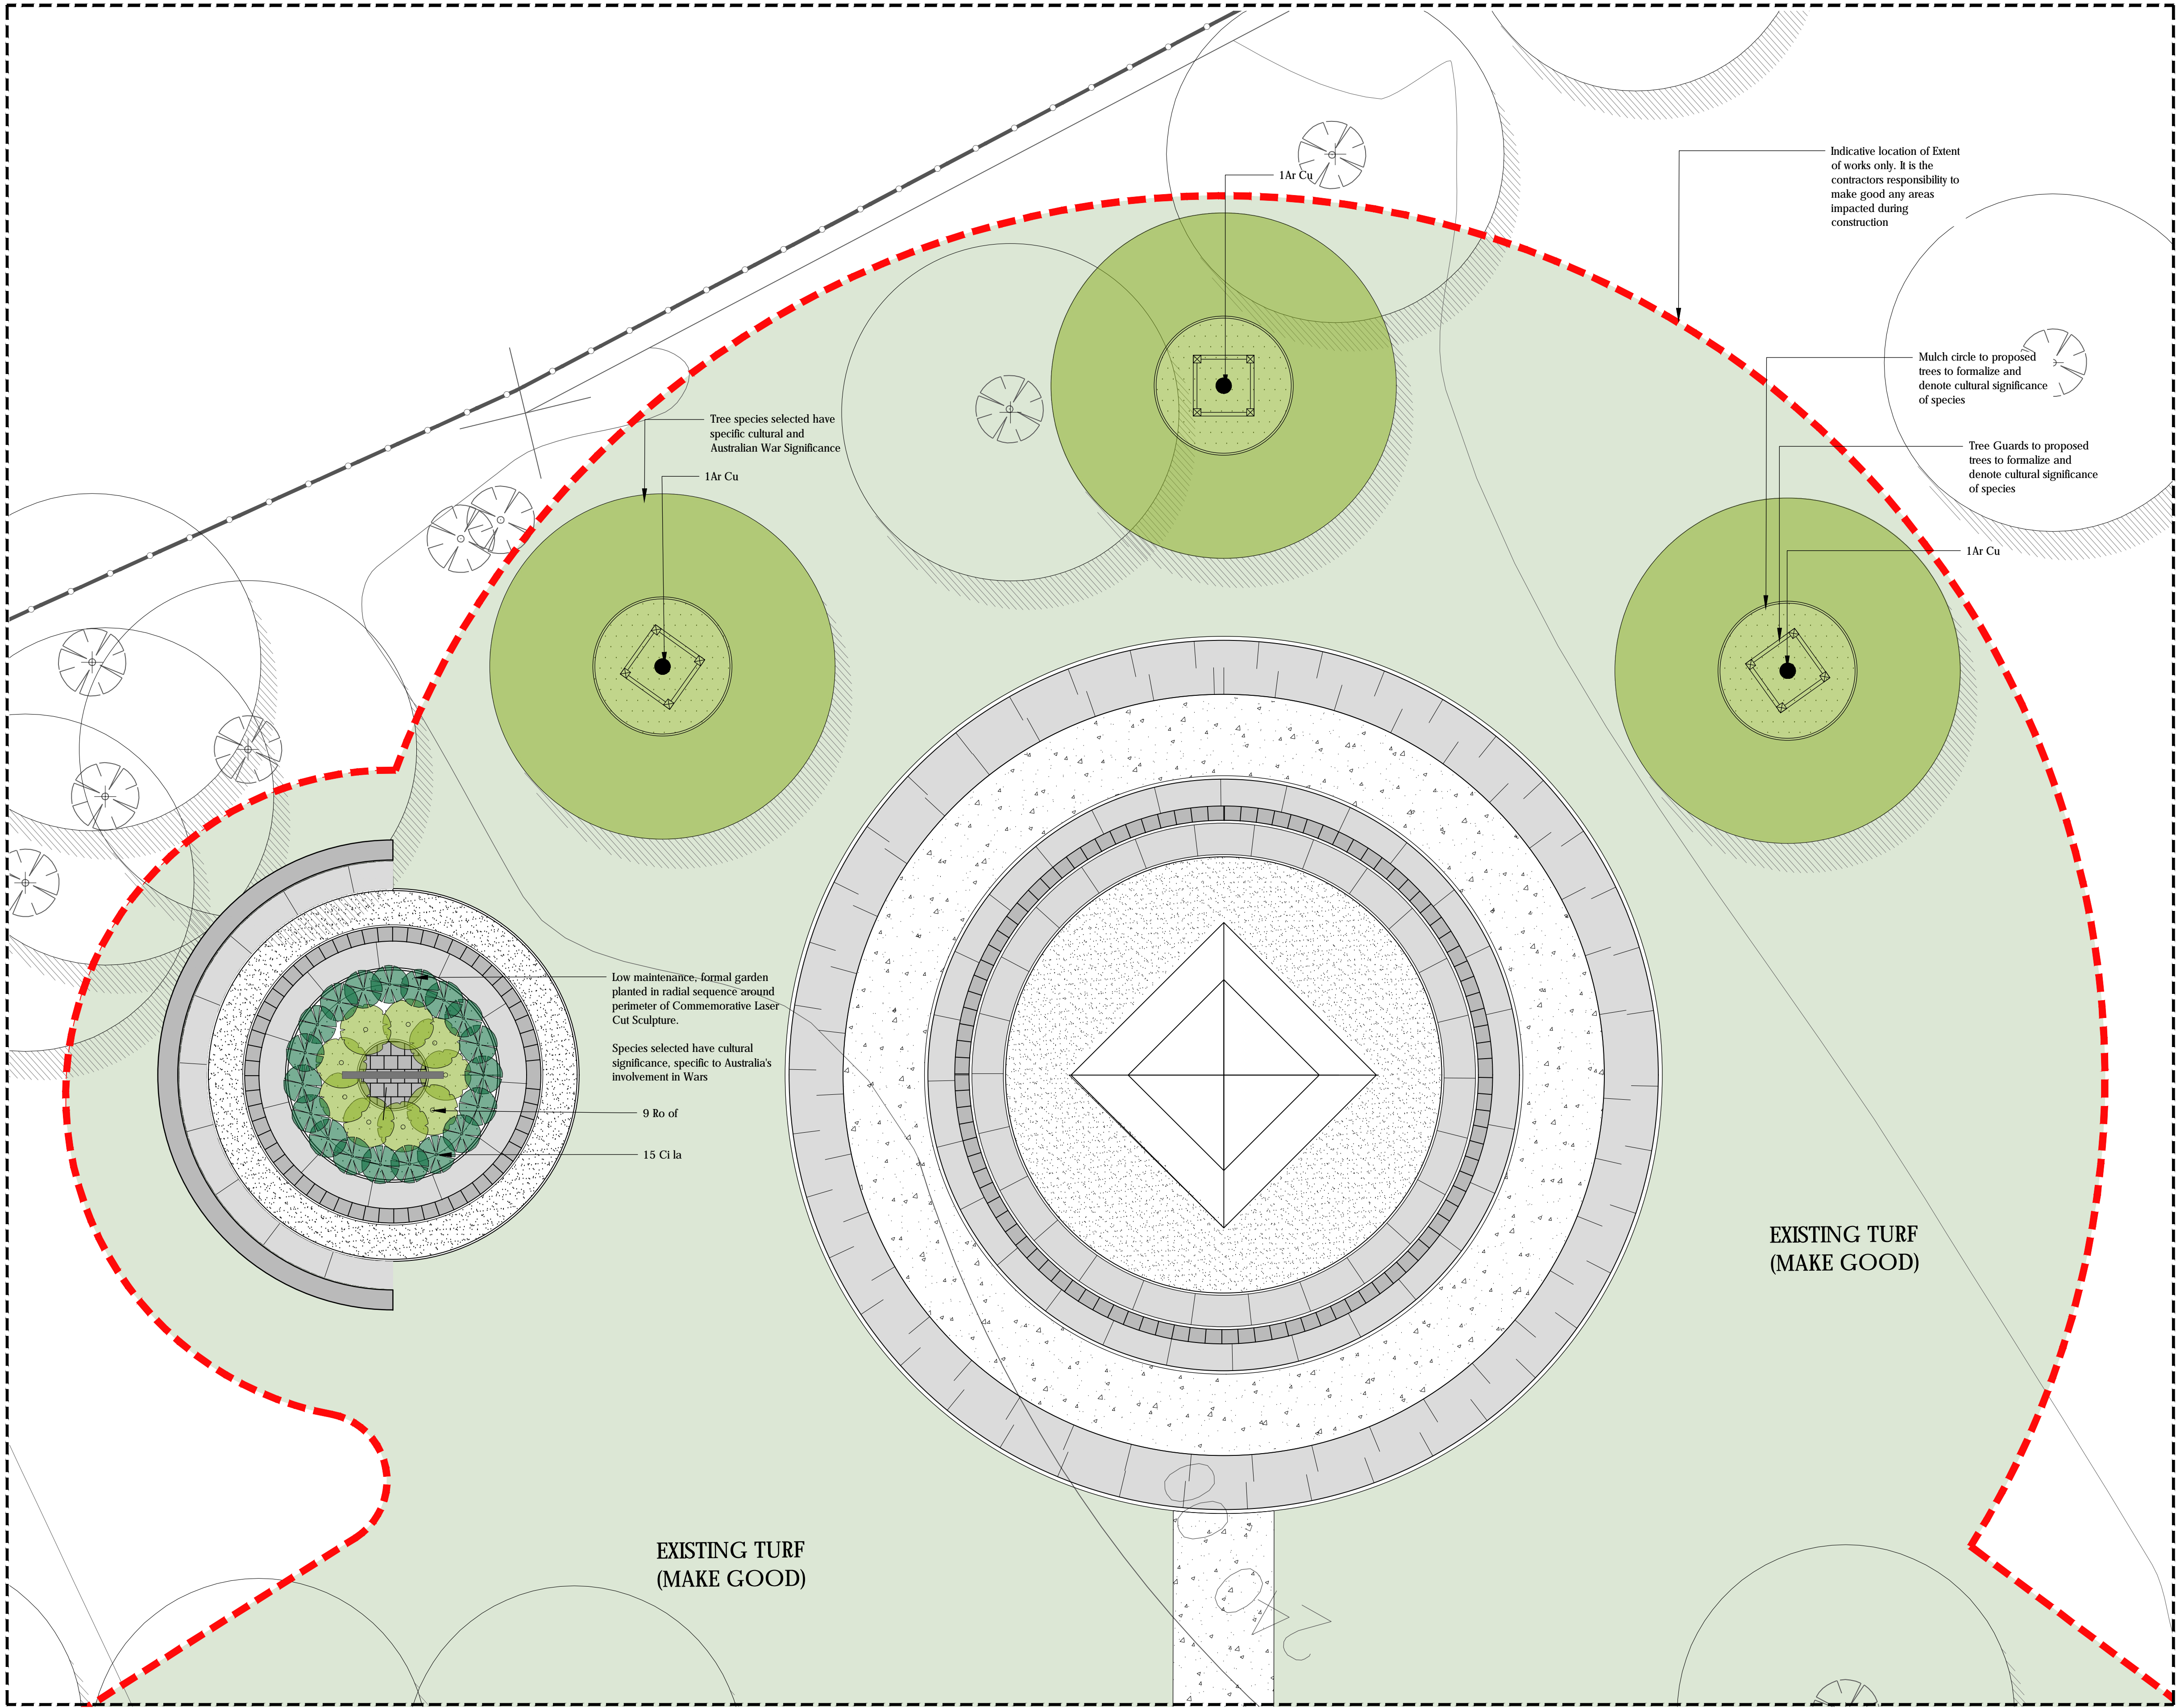 Indicative location of Extent
of works only. It is the
contractors responsibility to
make good any areas
impacted during
construction
1Ar Cu
Mulch circle to proposed
trees to formalize and
denote cultural significance
of species
Tree species selected have
specific cultural and
Australian War Significance
Tree Guards to proposed
trees to formalize and
denote cultural significance
of species
1Ar Cu
1Ar Cu
Low maintenance, formal garden
planted in radial sequence around
perimeter of Commemorative Laser
Cut Sculpture.
Species selected have cultural
significance, specific to Australia's
involvement in Wars
9 Ro of
15 Ci la
EXISTING TURF
(MAKE GOOD)
EXISTING TURF
(MAKE GOOD)